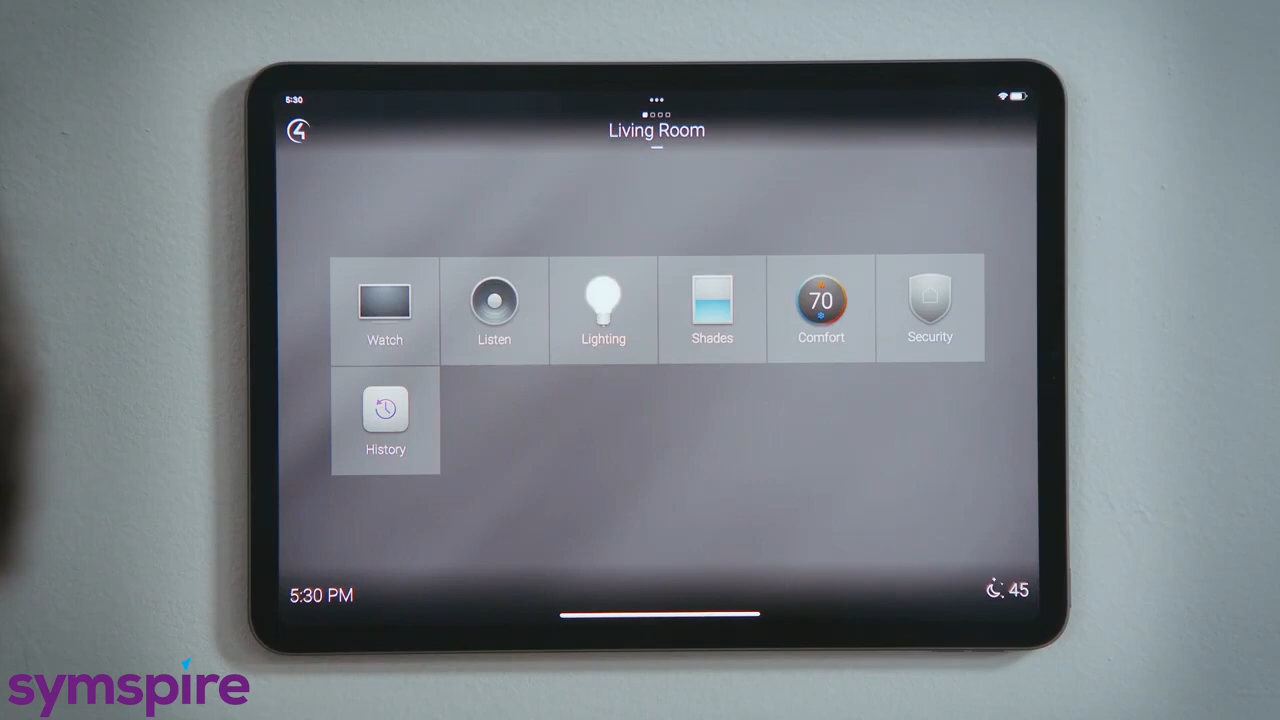 5:30
Living Room
Watch
Listen
Lighting
Shades
70
Comfort
Security
History
5:30 PM
45
symspire